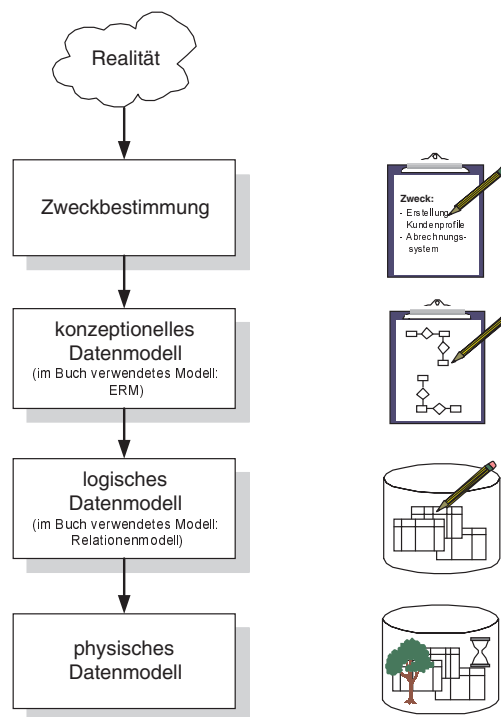 Realität
Zweckbestimmung
Zweck:
- Erstellung
Kundenprofile
- Abrechnungs-
system
konzeptionelles
Datenmodell
(im Buch verwendetes Modell:
ERM)
logisches
Datenmodell
(im Buch verwendetes Modell:
Relationenmodell)
physisches
Datenmodell